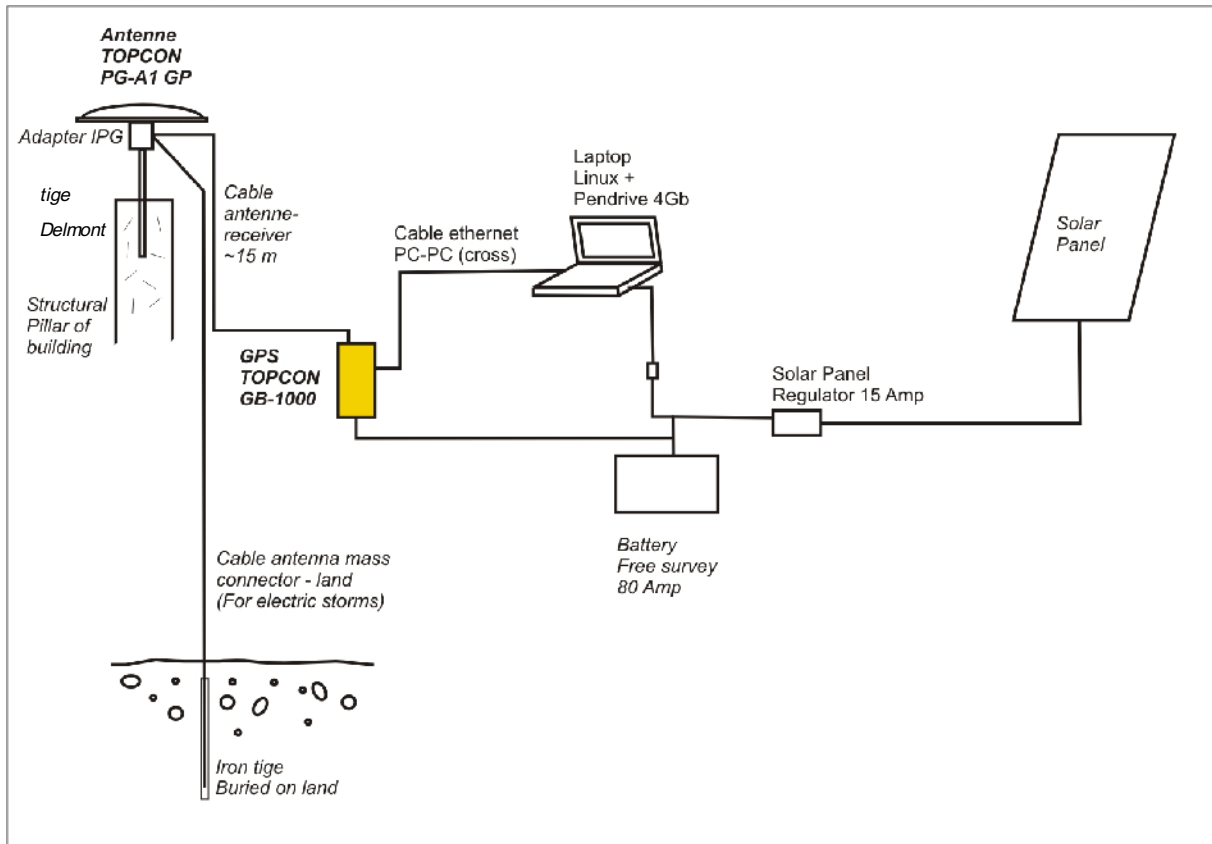 Antenne
TOPCON
PG-A1 GP
Adapter IPG
tige
Delmont
Structural
Pillar of
building
Cable
antenne-
receiver
~15 m
GPS
TOPCON
GB-1000
Cable ethernet
PC-PC (cross)
Laptop
Linux +
Pendrive 4Gb
Solar
Panel
Solar Panel
Regulator 15 Amp
Battery
Free survey
80 Amp
Cable antenna mass
connector - land
(For electric storms)
Iron tige
Buried on land